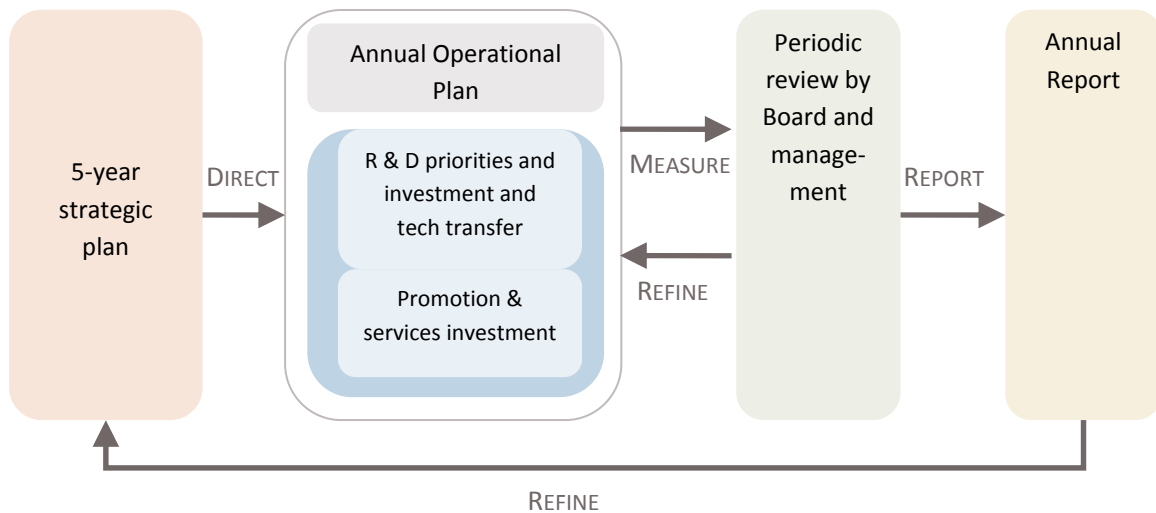 5-year
strategic
plan
DIRECT
Annual Operational
Plan
R & D priorities and
investment and
tech transfer
Promotion &
services investment
MEASURE
REFINE
Periodic
review by
Board and
manage-
ment
REPORT
Annual
Report
REFINE